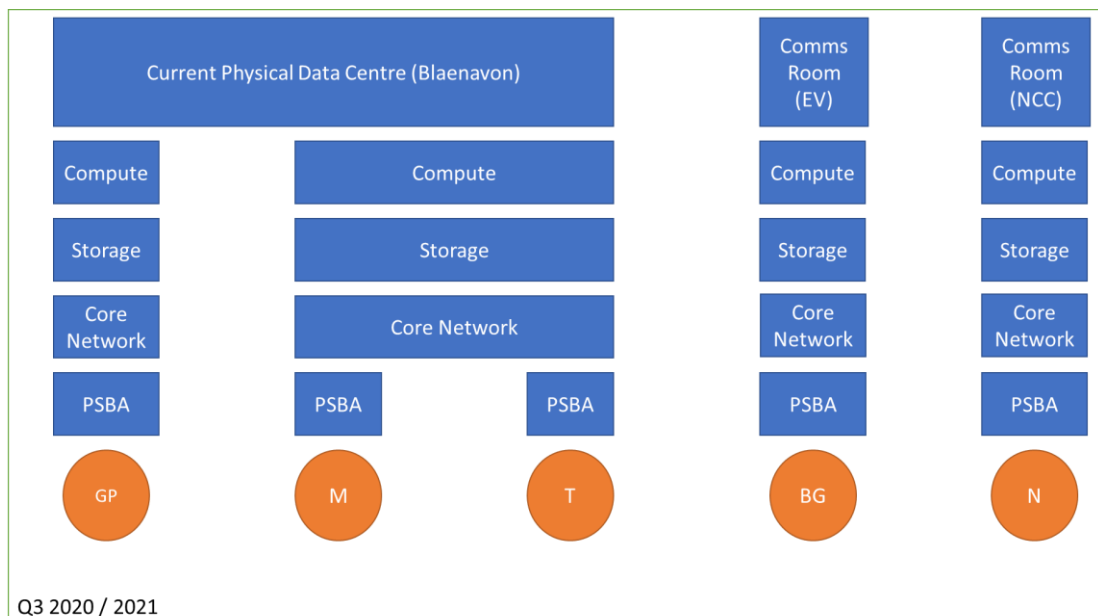 Current Physical Data Centre (Blaenavon)
Comms
Room
(EV)
Comms
Room
(NCC)
Compute
Compute
Compute
Compute
Storage
Storage
Storage
Storage
Core
Network
Core Network
Core
Network
Core
Network
PSBA
PSBA
PSBA
PSBA
PSBA
GP
M
T
BG
N
Q3 2020 / 2021